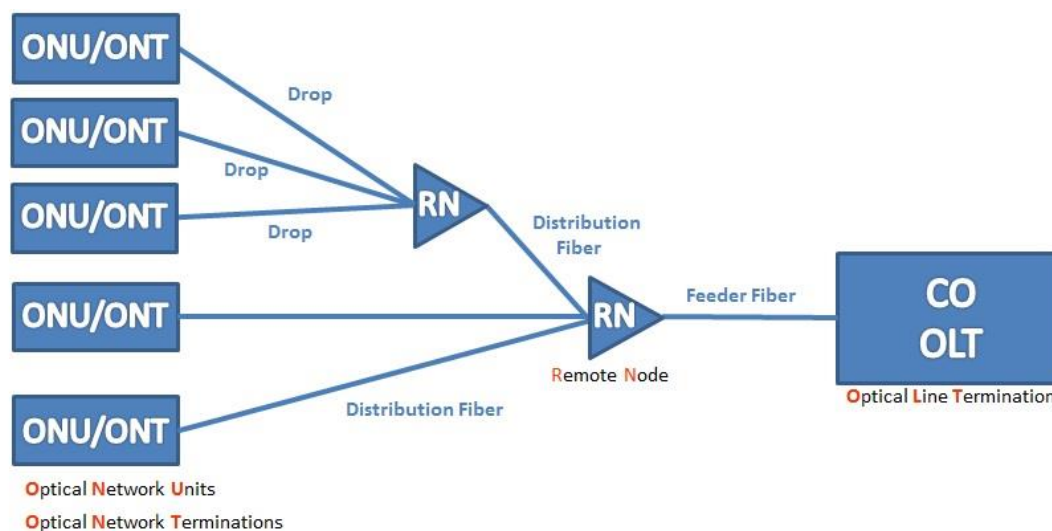 ONU/ONT
Drop
ONU/ONT
Drop
ONU/ONT
Drop
RN
Distribution
Fiber
ONU/ONT
RN
Feeder Fiber
CO
OLT
Remote Node
Optical Line Termination
ONU/ONT
Distribution Fiber
Optical Network Units
Optical Network Terminations